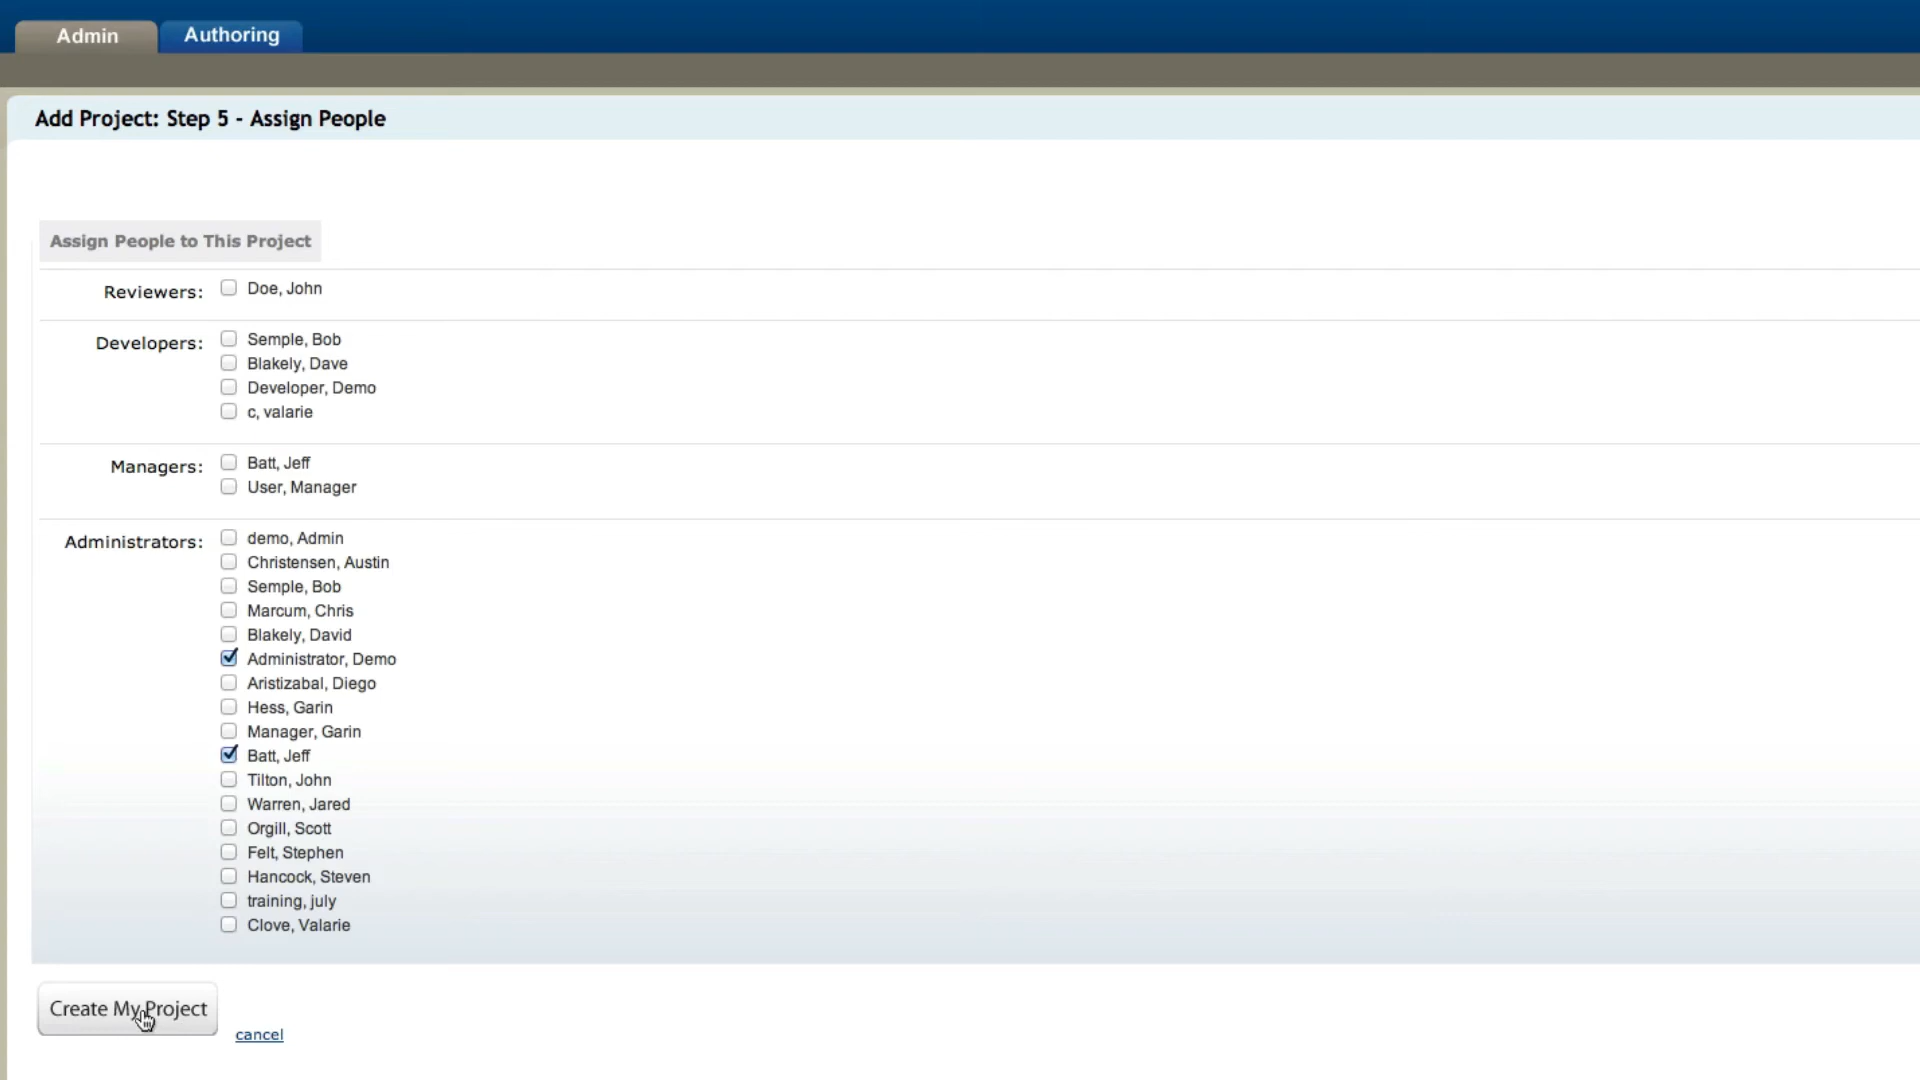 Admin
Authoring
Add Project: Step 5 - Assign People
Assign People to This Project
Reviewers:
Doe, John
Developers:
Semple, Bob
Blakely, Dave
Developer, Demo
c, valarie
Managers:
Batt, Jeff
User, Manager
Administrators:
demo, Admin
Christensen, Austin
Semple, Bob
Marcum, Chris
Blakely, David
Administrator, Demo
Aristizabal, Diego
Hess, Garin
Manager, Garin
Batt, Jeff
Tilton, John
Warren, Jared
Orgill, Scott
Felt, Stephen
Hancock, Steven
training, july
Clove, Valarie
Create My Project
cancel